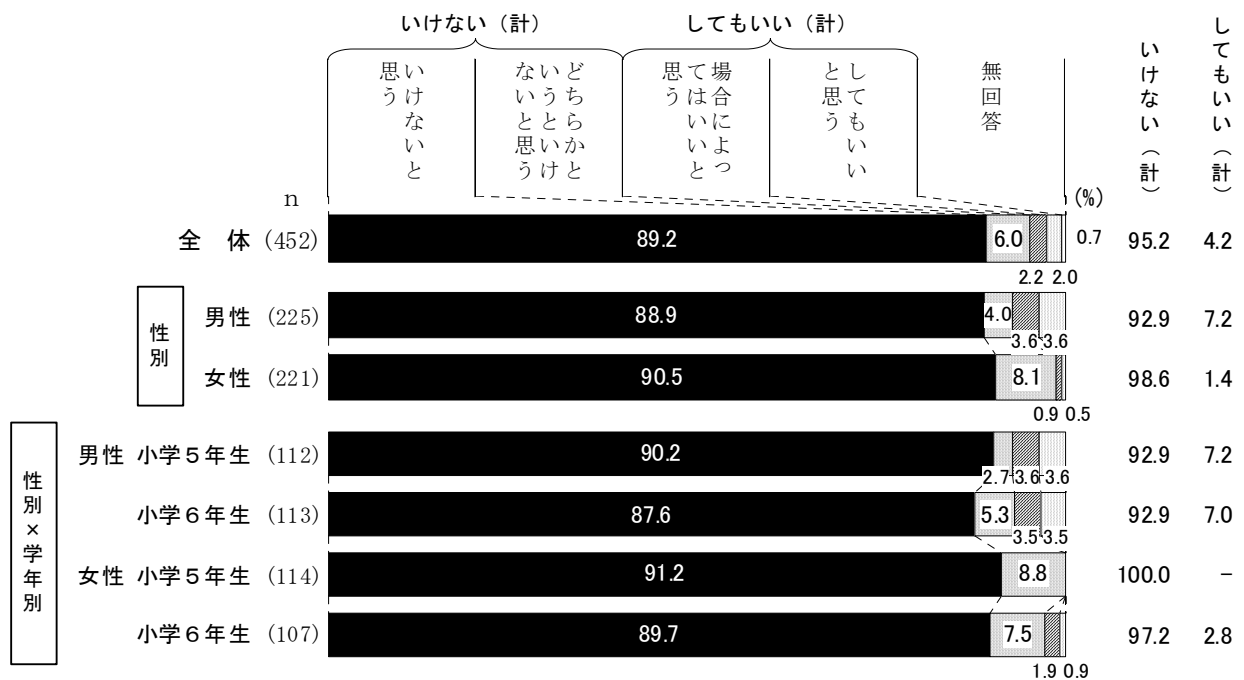 いけない（計）　してもいい（計）
いけないと
思う
どちらかと
いうといけ
ないと思う
場合によっ
てはいいと
思う
してもいい
と思う
無回答
いけない（計）
してもいい（計）
n
(%)
全　体 (452) 89.2 6.0 0.7 95.2 4.2
2.2 2.0
性別
男性 (225) 88.9 4.0 92.9 7.2
3.6 3.6
女性 (221) 90.5 8.1 98.6 1.4
0.9 0.5
性別×学年別
男性 小学５年生 (112) 90.2 92.9 7.2
2.7 3.6 3.6
小学６年生 (113) 87.6 5.3 92.9 7.0
3.5 3.5
女性 小学５年生 (114) 91.2 8.8 100.0 －
小学６年生 (107) 89.7 7.5 97.2 2.8
1.9 0.9